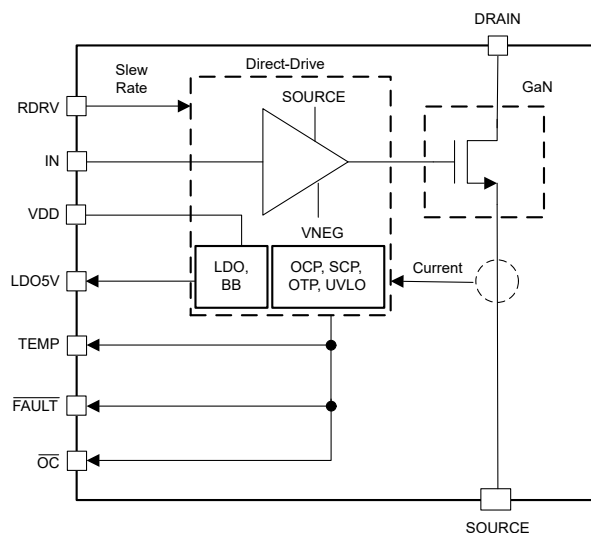 DRAIN
Slew
Rate
Direct-Drive
GaN
RDRV
SOURCE
IN
VDD
VNEG
LDO,
BB
OCP, SCP,
OTP, UVLO
Current
LDO5V
TEMP
FAULT
OC
SOURCE